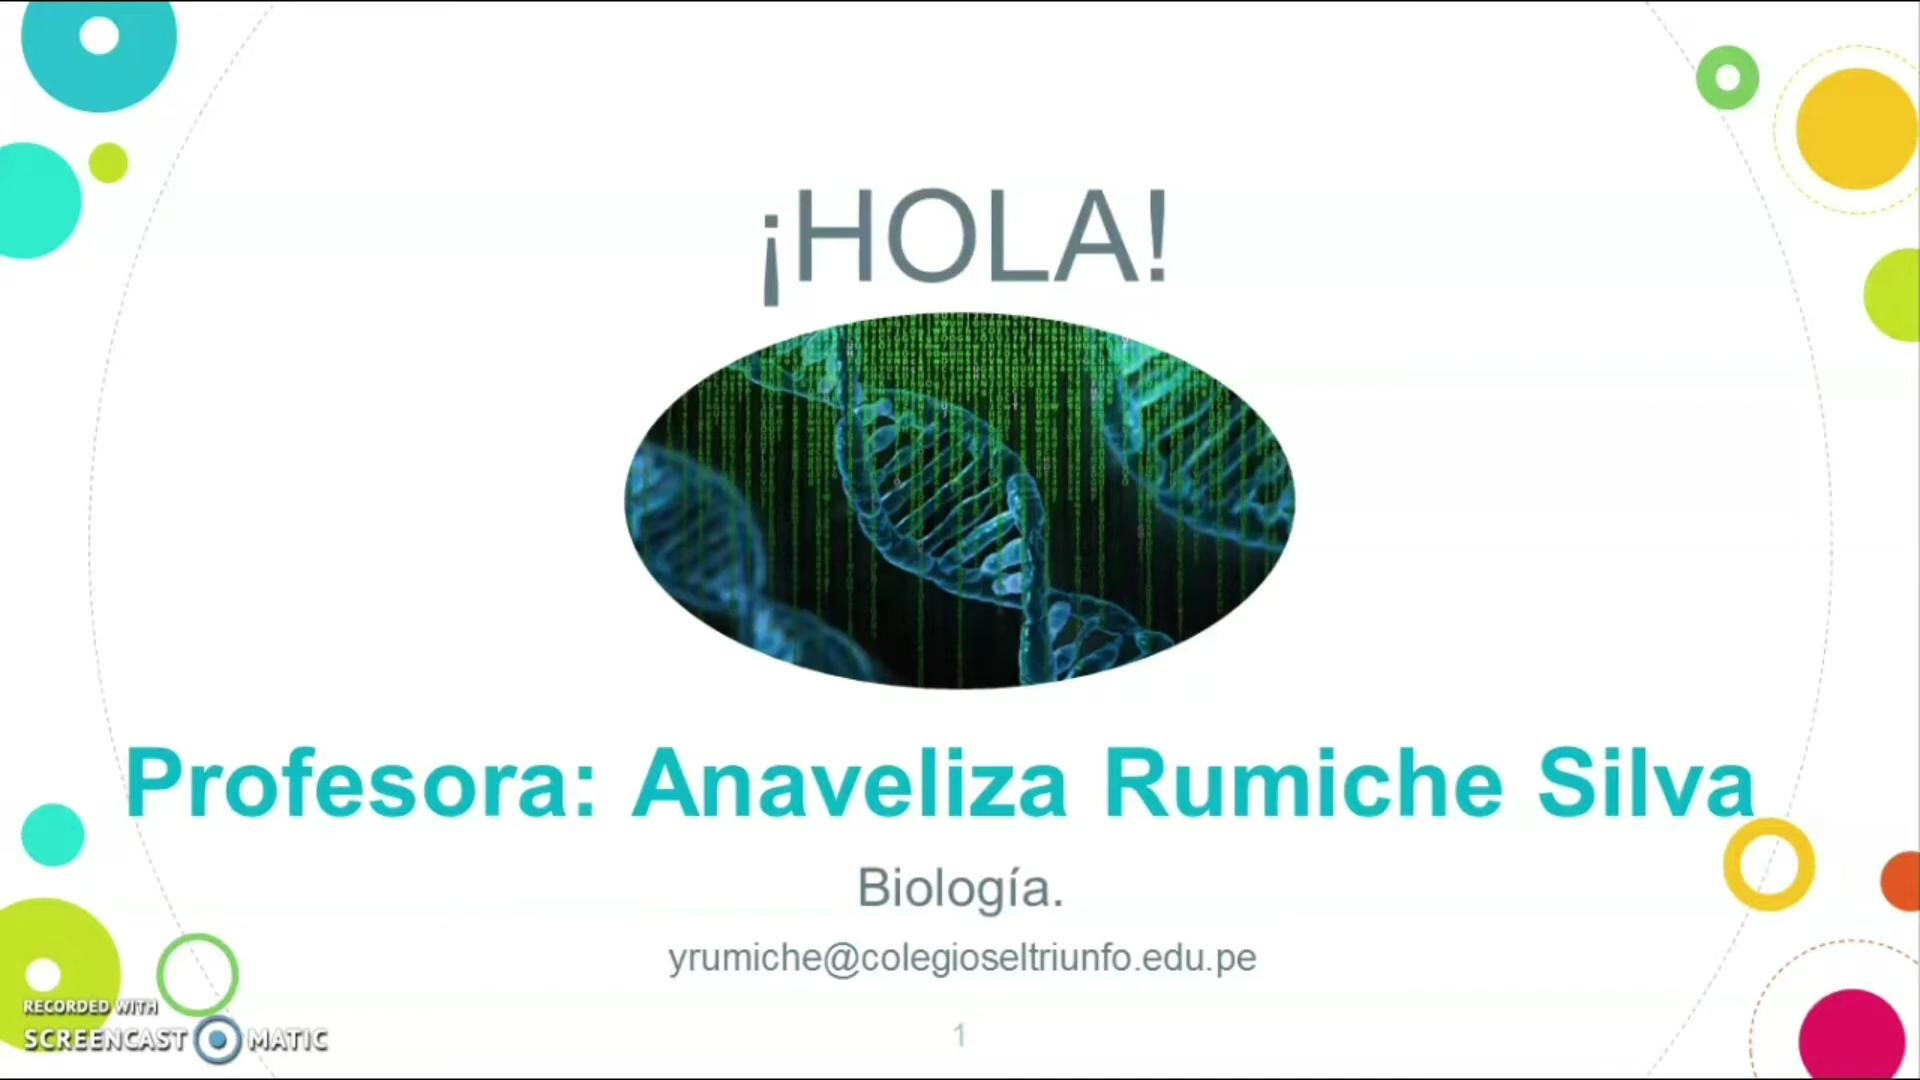 ¡HOLA!
Profesora: Anaveliza Rumiche Silva
Biología.
yrumiche@colegioseltriunfo.edu.pe
RECORDED WITH
SCREENCAST MATIC
1